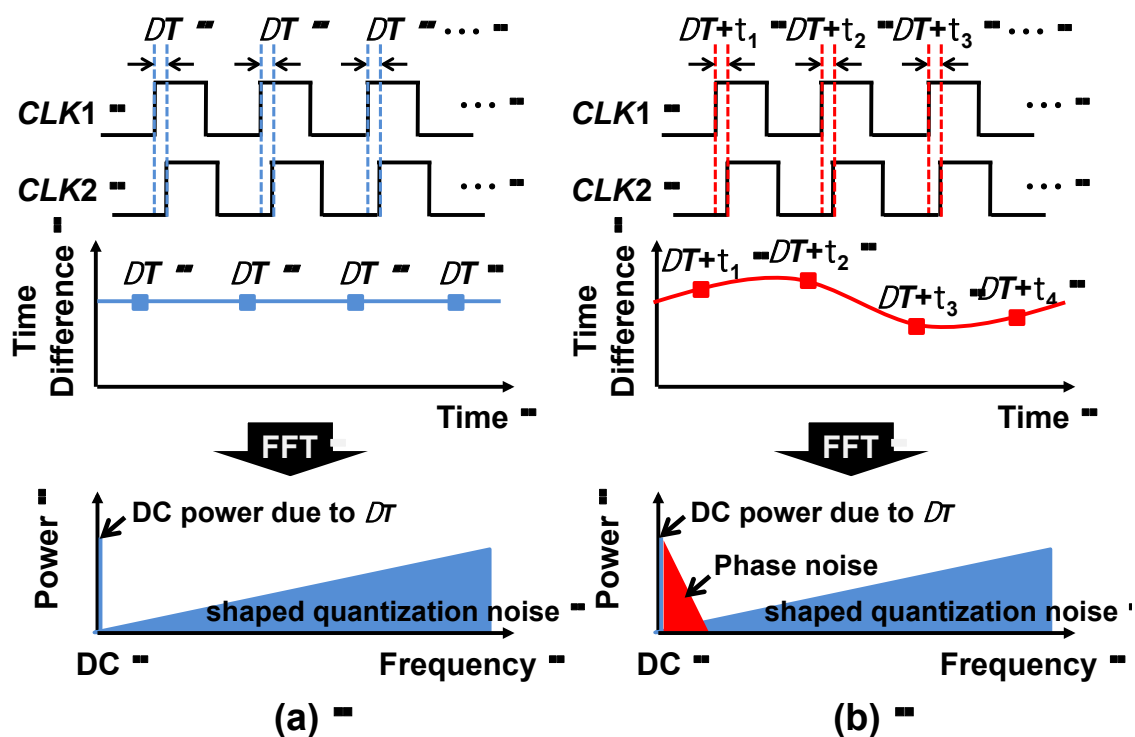 DT DT DT ...
CLK1 ...
CLK2 ...
Time Difference
DT DT DT DT
Time
FFT
Power
DC power due to DT
shaped quantization noise
DC Frequency
(a)
DT+t1 DT+t2 DT+t3 ...
CLK1 ...
CLK2 ...
Time Difference
DT+t1 DT+t2 DT+t3 DT+t4
Time
FFT
Power
DC power due to DT
Phase noise
shaped quantization noise
DC Frequency
(b)